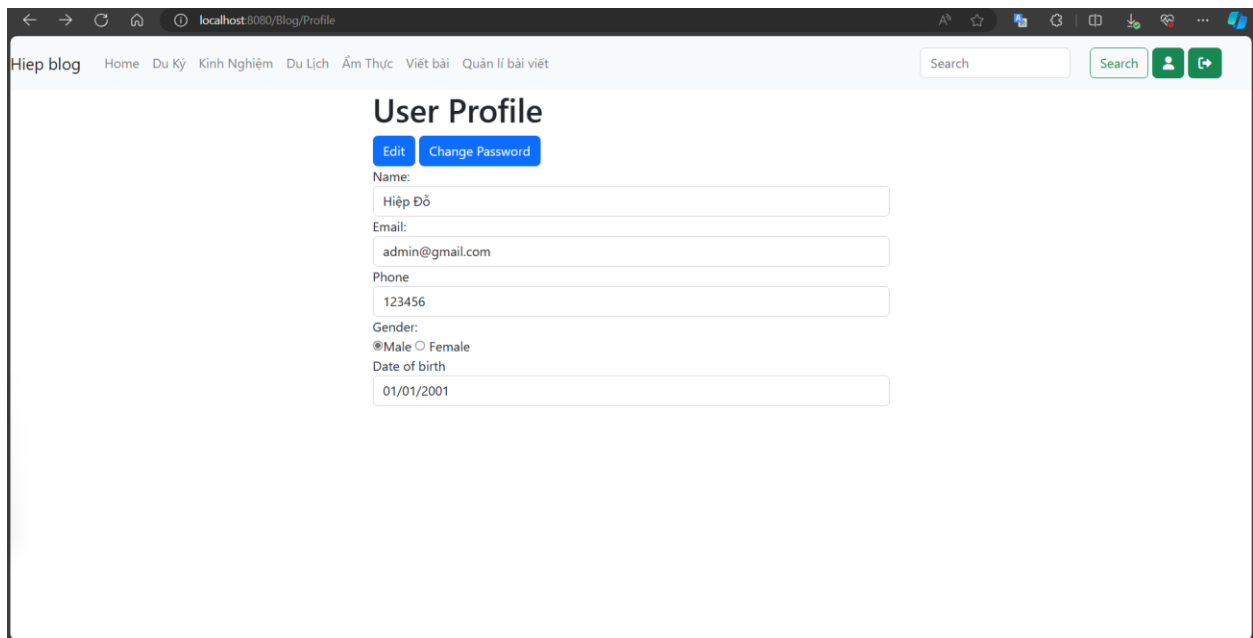 localhost:8080/Blog/Profile
Hiep blog Home Du Ký Kinh Nghiệm Du Lịch Ẩm Thực Viết bài Quản lí bài viết Search Search
User Profile
Edit Change Password
Name:
Hiệp Đỗ
Email:
admin@gmail.com
Phone
123456
Gender:
Male Female
Date of birth
01/01/2001